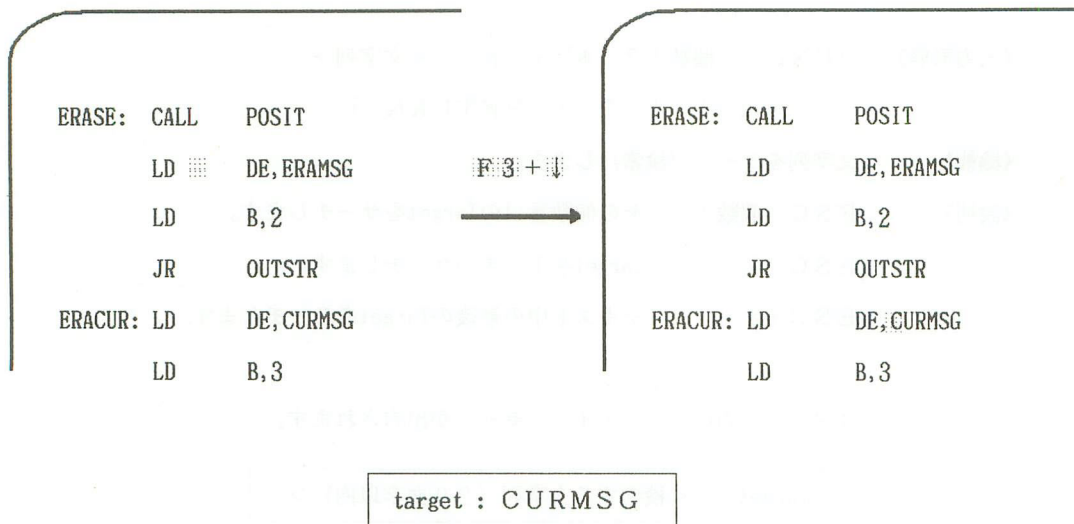 ERASE: CALL POSIT
LD DE,ERAMSG
LD B,2
JR OUTSTR
ERACUR: LD DE,CURMSG
LD B,3
F3+↓
ERASE: CALL POSIT
LD DE,ERAMSG
LD B,2
JR OUTSTR
ERACUR: LD DE,CURMSG
LD B,3
target : CURMSG